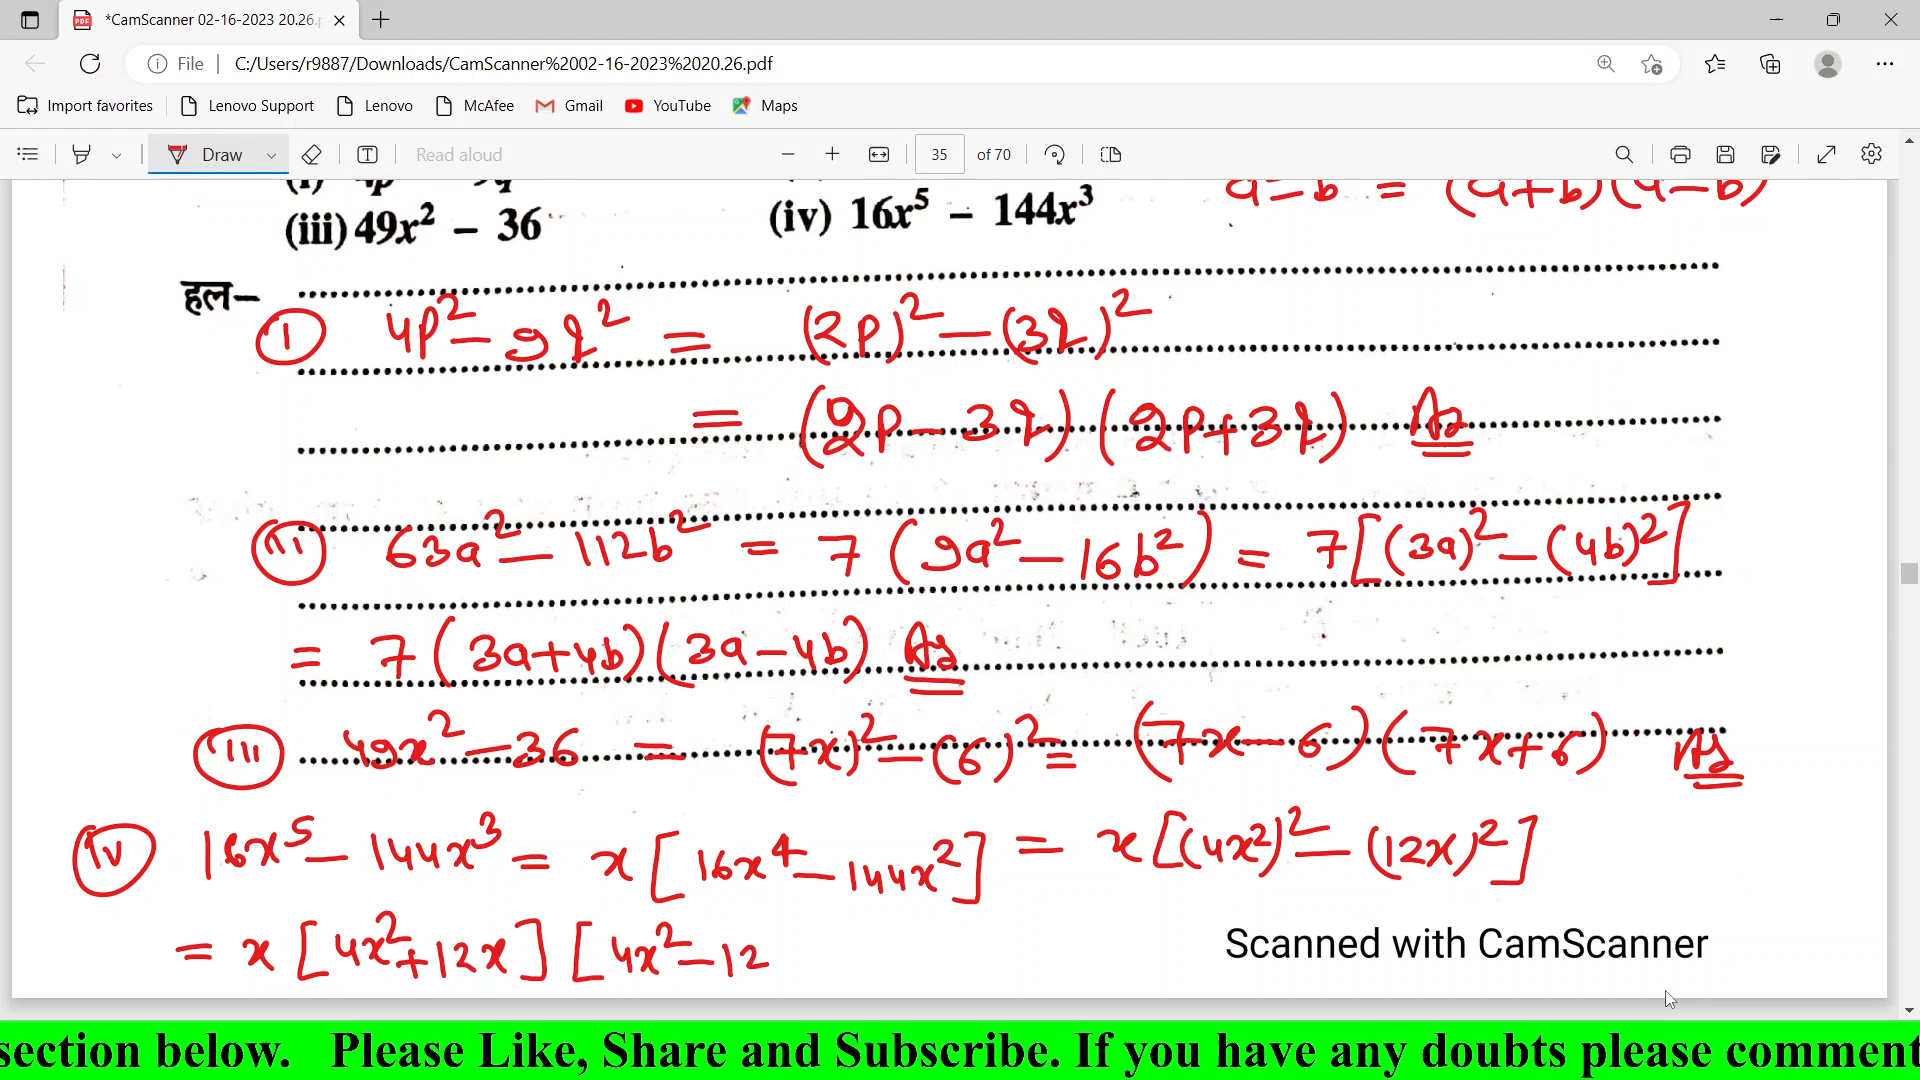 *CamScanner 02-16-2023 20.26.
File C:/Users/r9887/Downloads/CamScanner%2002-16-2023%2020.26.pdf
Import favorites Lenovo Support Lenovo McAfee Gmail YouTube Maps
Draw Read aloud 35 of 70
(iii) 49x² – 36 (iv) 16x⁵ – 144x³
हल–
(i) 4p² – 9q² = (2p)² – (3q)²
= (2p – 3q) (2p + 3q) Ans
(ii) 63a² – 112b² = 7 (9a² – 16b²) = 7[(3a)² – (4b)²]
= 7 (3a+4b) (3a – 4b) Ans
(iii) 49x² – 36 = (7x)² – (6)² = (7x – 6) (7x + 6) Ans
(iv) 16x⁵ – 144x³ = x [16x⁴ – 144x²] = x [(4x²)² – (12x)²]
= x [4x² + 12x] [4x² – 12
Scanned with CamScanner
section below. Please Like, Share and Subscribe. If you have any doubts please comment